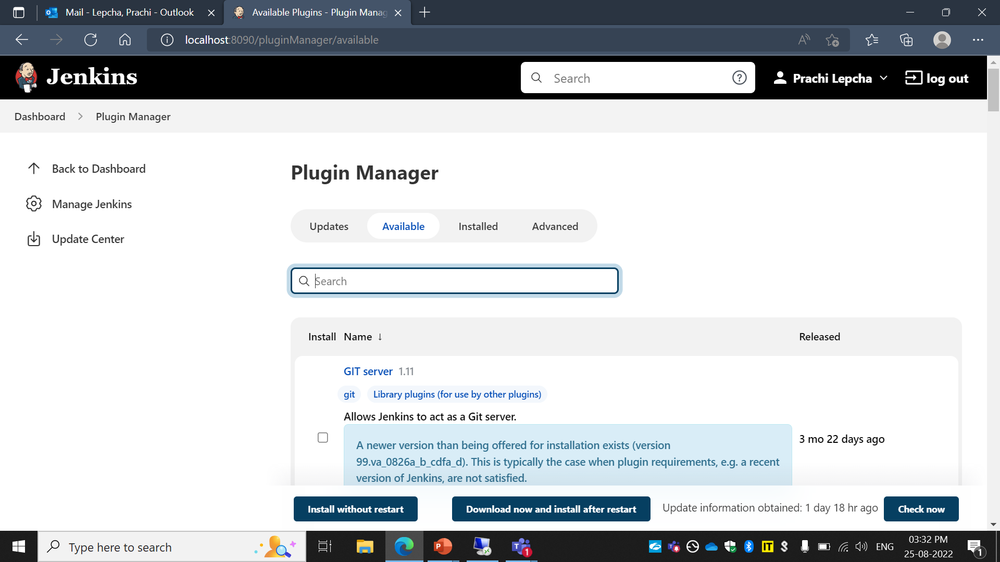 Mail - Lepcha, Prachi - Outlook
Available Plugins - Plugin Manag
localhost:8090/pluginManager/available
Jenkins
Search
Prachi Lepcha
log out
Dashboard
Plugin Manager
Back to Dashboard
Manage Jenkins
Update Center
Plugin Manager
Updates
Available
Installed
Advanced
Search
Install
Name ↓
Released
GIT server 1.11
git
Library plugins (for use by other plugins)
Allows Jenkins to act as a Git server.
A newer version than being offered for installation exists (version
99.va_0826a_b_cdfa_d). This is typically the case when plugin requirements, e.g. a recent
version of Jenkins, are not satisfied.
3 mo 22 days ago
Install without restart
Download now and install after restart
Update information obtained: 1 day 18 hr ago
Check now
Type here to search
ENG
03:32 PM
25-08-2022